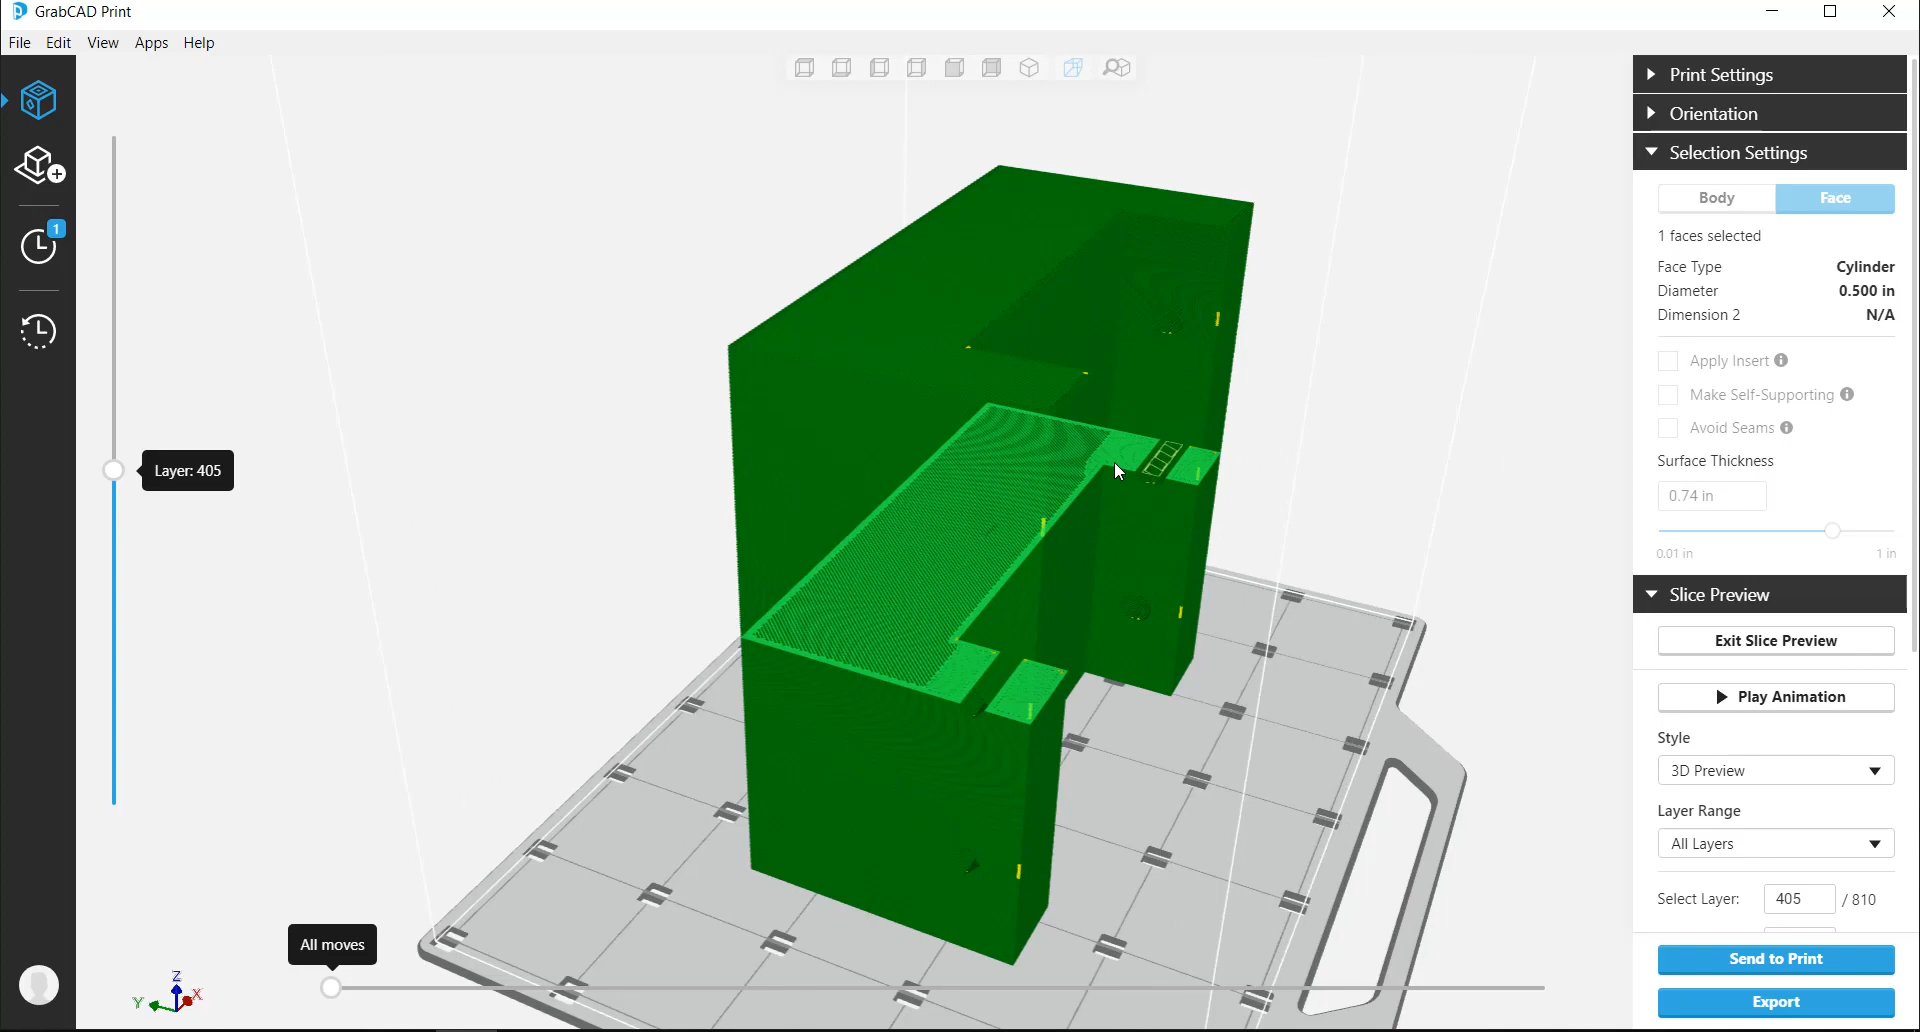 GrabCAD Print
File Edit View Apps Help
1
Layer: 405
All moves
Z
Y
X
Print Settings
Orientation
Selection Settings
Body Face
1 faces selected
Face Type Cylinder
Diameter 0.500 in
Dimension 2 N/A
Apply Insert
Make Self-Supporting
Avoid Seams
Surface Thickness
0.74 in
0.01 in 1 in
Slice Preview
Exit Slice Preview
Play Animation
Style
3D Preview
Layer Range
All Layers
Select Layer: 405 / 810
Send to Print
Export